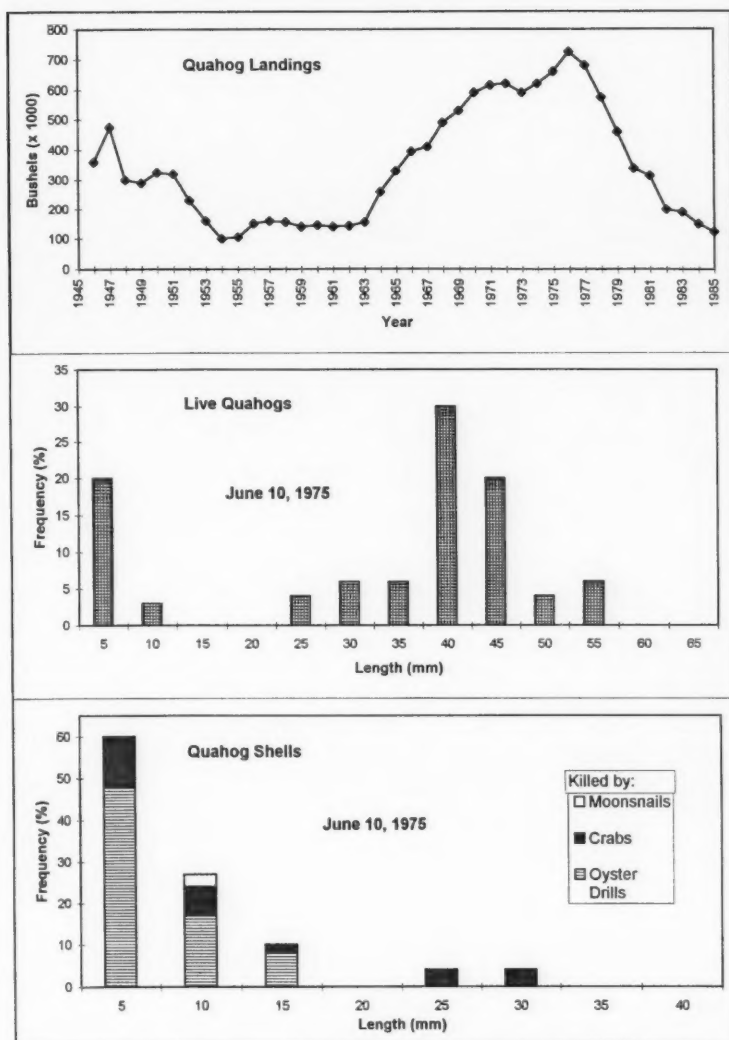 Quahog Landings
Bushels (x 1000)
800
700
600
500
400
300
200
100
0
1945
1947
1949
1951
1953
1955
1957
1959
1961
1963
1965
1967
1969
1971
1973
1975
1977
1979
1981
1983
1985
Year
Live Quahogs
June 10, 1975
Frequency (%)
35
30
25
20
15
10
5
0
5 10 15 20 25 30 35 40 45 50 55 60 65
Length (mm)
Quahog Shells
June 10, 1975
Killed by:
Moonsnails
Crabs
Oyster
Drills
Frequency (%)
60
50
40
30
20
10
0
5 10 15 20 25 30 35 40
Length (mm)